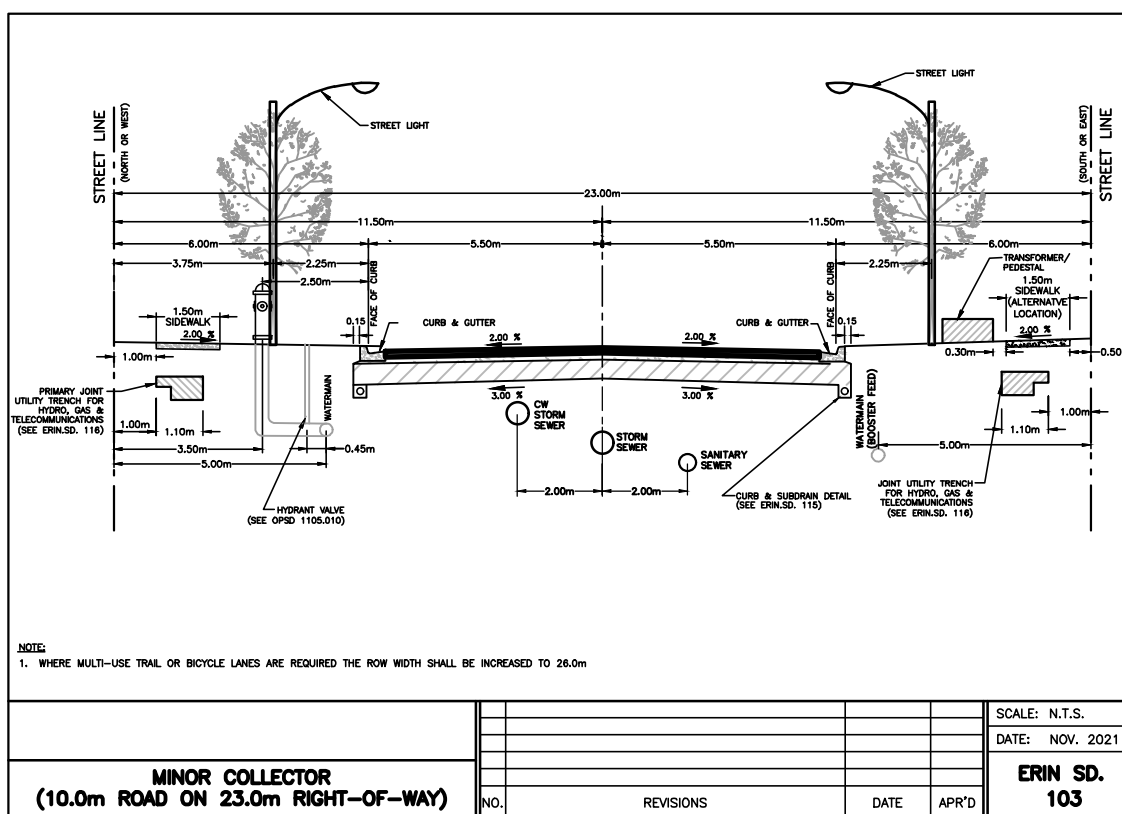 STREET LIGHT
STREET LIGHT
STREET LINE
(NORTH OR WEST)
(SOUTH OR EAST)
STREET LINE
23.00m
11.50m
11.50m
6.00m
5.50m
5.50m
6.00m
3.75m
2.25m
2.25m
2.50m
TRANSFORMER/
PEDESTAL
FACE OF CURB
FACE OF CURB
1.50m
SIDEWALK
2.00 %
1.50m
SIDEWALK
(ALTERNATVE
LOCATION)
2.00 %
0.15
CURB & GUTTER
CURB & GUTTER
0.15
2.00 %
2.00 %
1.00m
0.30m
0.50
3.00 %
3.00 %
PRIMARY JOINT
UTILITY TRENCH FOR
HYDRO, GAS &
TELECOMMUNICATIONS
(SEE ERIN.SD. 116)
1.00m
1.10m
3.50m
5.00m
0.45m
WATERMAIN
CW
STORM
SEWER
STORM
SEWER
SANITARY
SEWER
2.00m
2.00m
WATERMAIN
(BOOSTER FEED)
1.00m
1.10m
5.00m
HYDRANT VALVE
(SEE OPSD 1105.010)
CURB & SUBDRAIN DETAIL
(SEE ERIN.SD. 115)
JOINT UTILITY TRENCH
FOR HYDRO, GAS &
TELECOMMUNICATIONS
(SEE ERIN.SD. 116)
NOTE:
1. WHERE MULTI-USE TRAIL OR BICYCLE LANES ARE REQUIRED THE ROW WIDTH SHALL BE INCREASED TO 26.0m
MINOR COLLECTOR
(10.0m ROAD ON 23.0m RIGHT-OF-WAY)
NO.
REVISIONS
DATE
APR'D
SCALE: N.T.S.
DATE: NOV. 2021
ERIN SD.
103